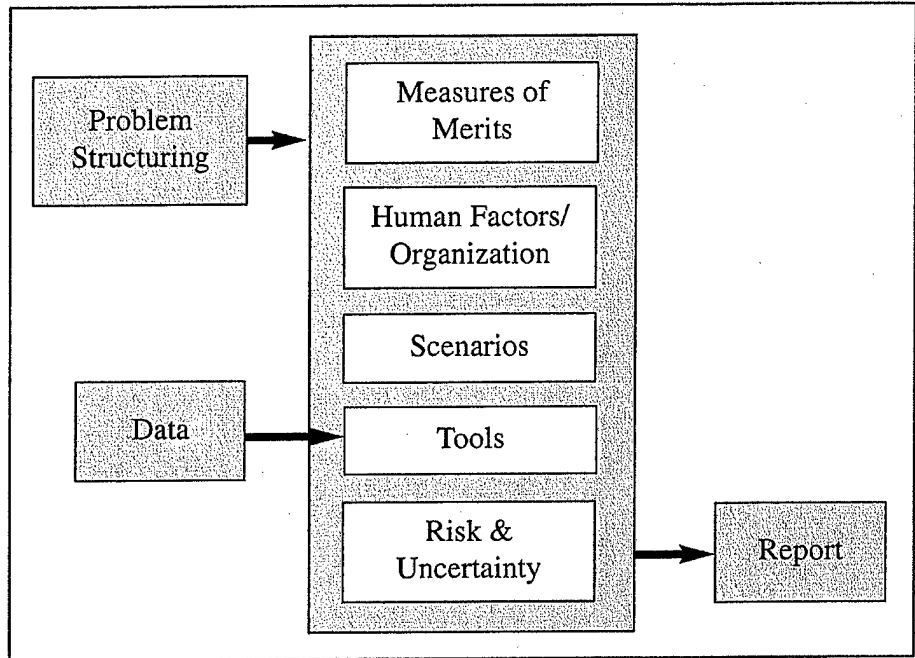 Problem
Structuring
Measures of
Merits
Human Factors/
Organization
Scenarios
Data
Tools
Risk &
Uncertainty
Report